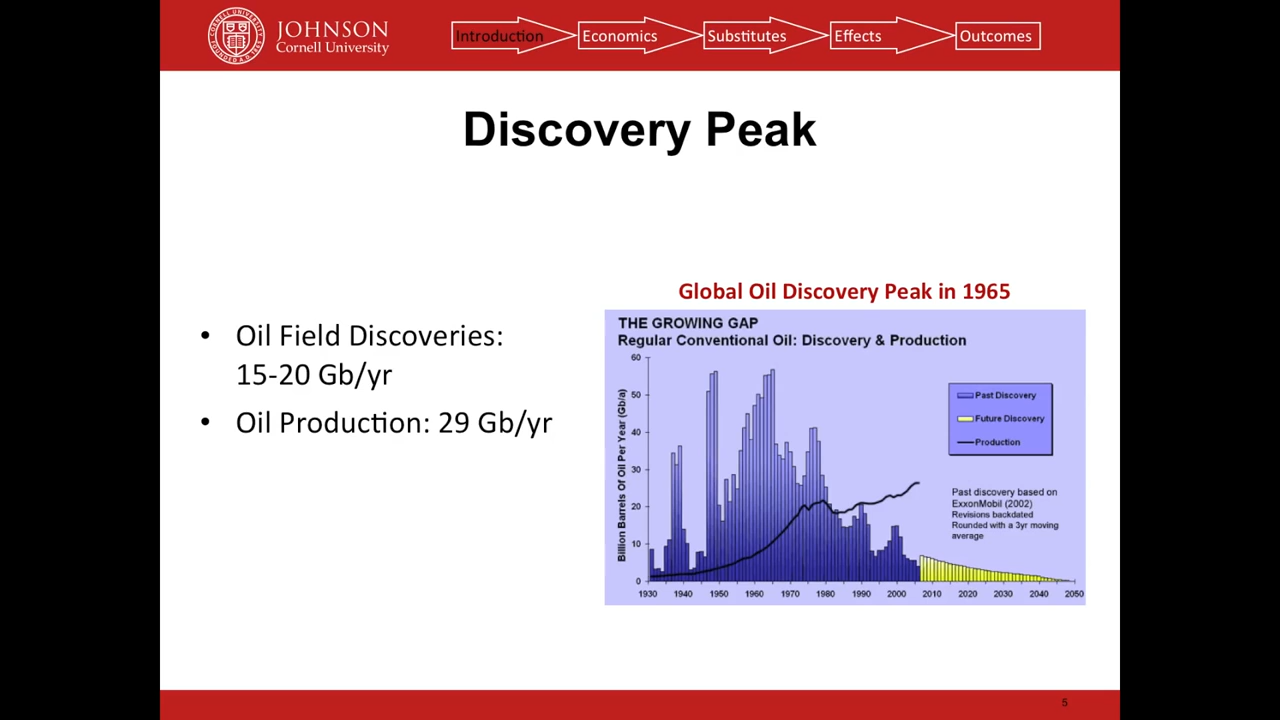 JOHNSON
Cornell University
Introduction
Economics
Substitutes
Effects
Outcomes
Discovery Peak
• Oil Field Discoveries:
15-20 Gb/yr
• Oil Production: 29 Gb/yr
Global Oil Discovery Peak in 1965
THE GROWING GAP
Regular Conventional Oil: Discovery & Production
Billion Barrels Of Oil Per Year (Gb/a)
60
50
40
30
20
10
0
Past Discovery
Future Discovery
Production
Past discovery based on
ExxonMobil (2002)
Revisions backdated
Rounded with a 3yr moving
average
1930 1940 1950 1960 1970 1980 1990 2000 2010 2020 2030 2040 2050
5